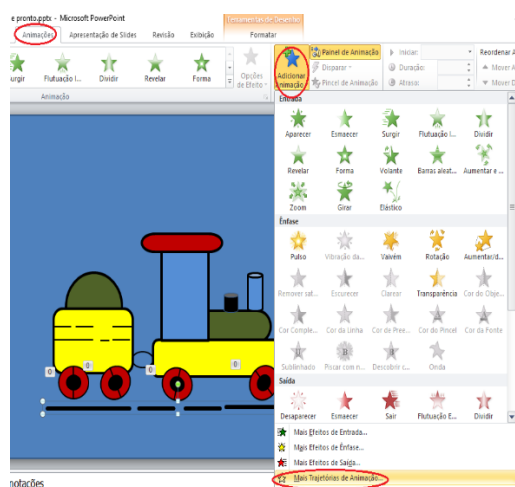 e pronto.pptx - Microsoft PowerPoint
Ferramentas de Desenho
Animações Apresentação de Slides Revisão Exibição Formatar
Surgir Flutuação I... Dividir Revelar Forma
Opções de Efeito
Animação
Adicionar Animação
Painel de Animação
Disparar
Pincel de Animação
Iniciar:
Duração:
Atraso:
Reordenar A
Mover A
Mover D
Entrada
Aparecer Esmaecer Surgir Flutuação I... Dividir
Revelar Forma Volante Barras aleat... Aumentar e ...
Zoom Girar Elástico
Ênfase
Pulso Vibração da... Vaivém Rotação Aumentar/d...
Remover sat... Escurecer Clarear Transparência Cor do Obje...
Cor Comple... Cor da Linha Cor de Pree... Cor do Pincel Cor da Fonte
Sublinhado Piscar com n... Descobrir c... Onda
Saída
Desaparecer Esmaecer Sair Flutuação E... Dividir
Mais Efeitos de Entrada...
Mais Efeitos de Ênfase...
Mais Efeitos de Saída...
Mais Trajetórias de Animação...
0 0 0 0
notações